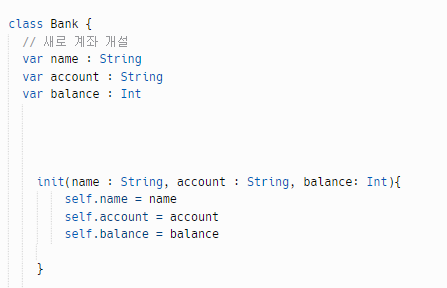 class Bank {
// 새로 계좌 개설
var name : String
var account : String
var balance : Int
init(name : String, account : String, balance: Int){
self.name = name
self.account = account
self.balance = balance
}